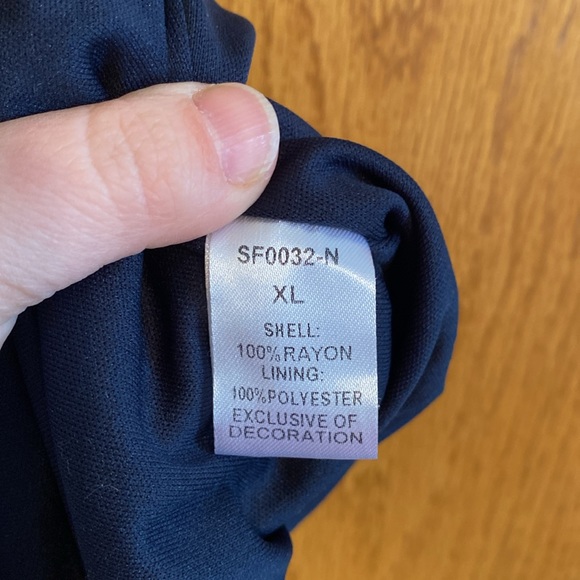 SF0032-N
XL
SHELL:
100%RAYON
LINING:
100%POLYESTER
EXCLUSIVE OF
DECORATION